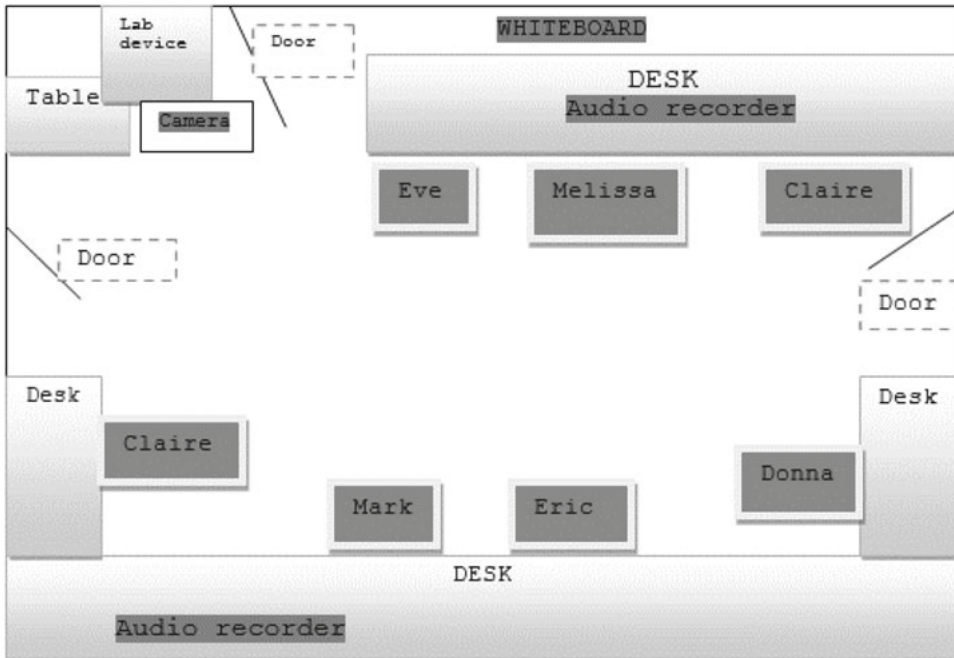 Lab
device
Door
WHITEBOARD
DESK
Audio recorder
Table
Camera
Eve
Melissa
Claire
Door
Door
Desk
Desk
Claire
Donna
Mark
Eric
DESK
Audio recorder